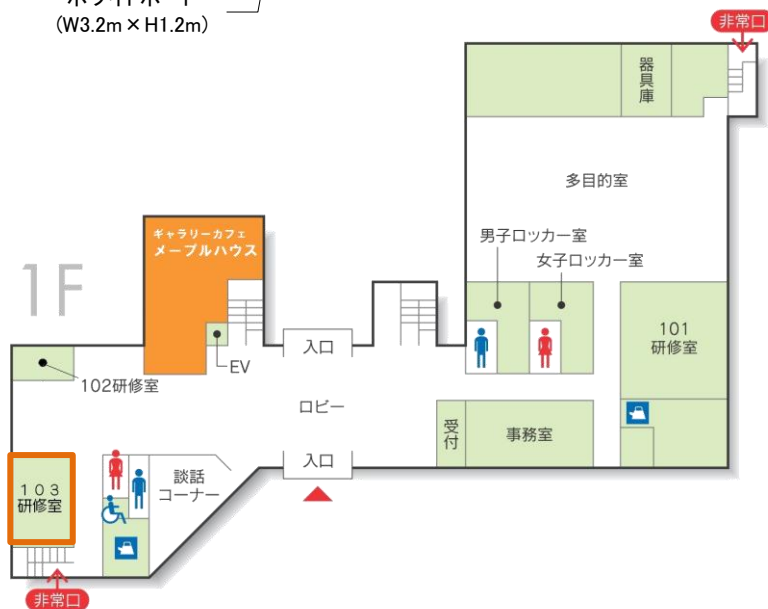 ホワイトボード
(W3.2m×H1.2m)
非常口
器具庫
多目的室
男子ロッカー室
女子ロッカー室
ギャラリーカフェ
メープルハウス
1F
入口
EV
101
研修室
102研修室
ロビー
受付
事務室
入口
談話
コーナー
103
研修室
非常口